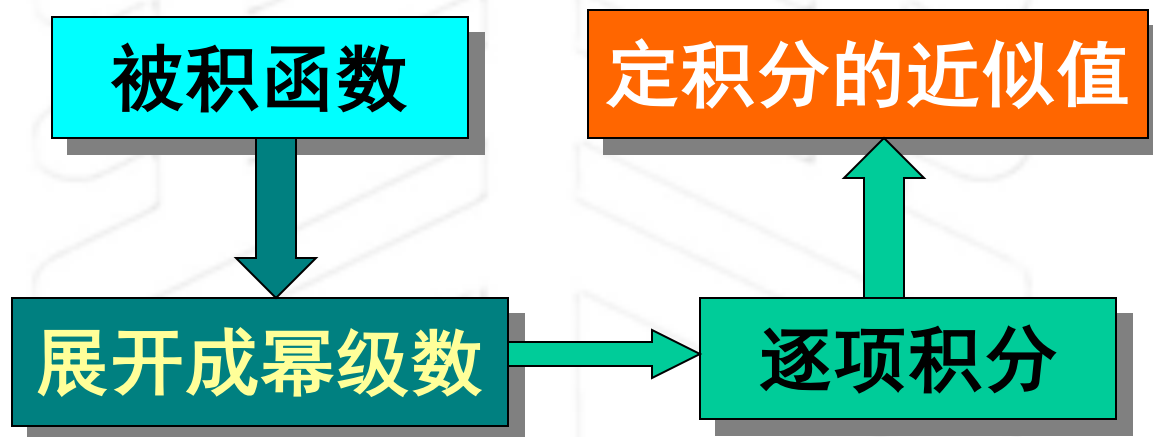 被积函数
定积分的近似值
展开成幂级数
逐项积分